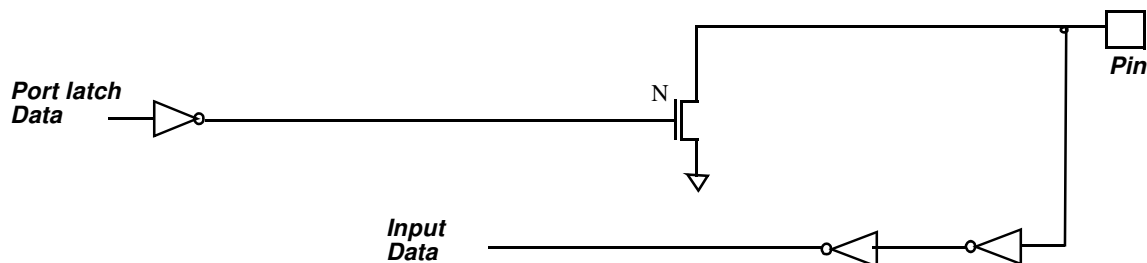 Port latch
Data
N
Pin
Input
Data